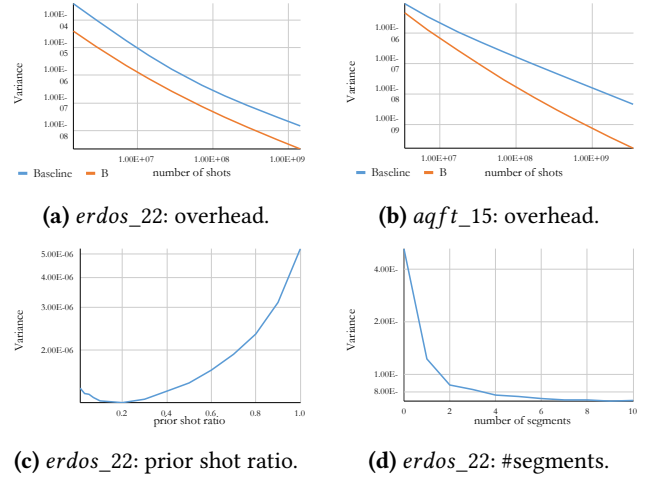 1.00E-
04
1.00E-
05
1.00E-
06
1.00E-
07
1.00E-
08
Variance
1.00E+07
1.00E+08
1.00E+09
number of shots
Baseline B
(a) erdos_22: overhead.
1.00E-
06
1.00E-
07
1.00E-
08
1.00E-
09
Variance
1.00E+07
1.00E+08
1.00E+09
number of shots
Baseline B
(b) aqft_15: overhead.
5.00E-06
4.00E-06
3.00E-06
2.00E-06
Variance
0.2
0.4
0.6
0.8
1.0
prior shot ratio
(c) erdos_22: prior shot ratio.
4.00E-
2.00E-
1.00E-
8.00E-
Variance
0
2
4
6
8
10
number of segments
(d) erdos_22: #segments.